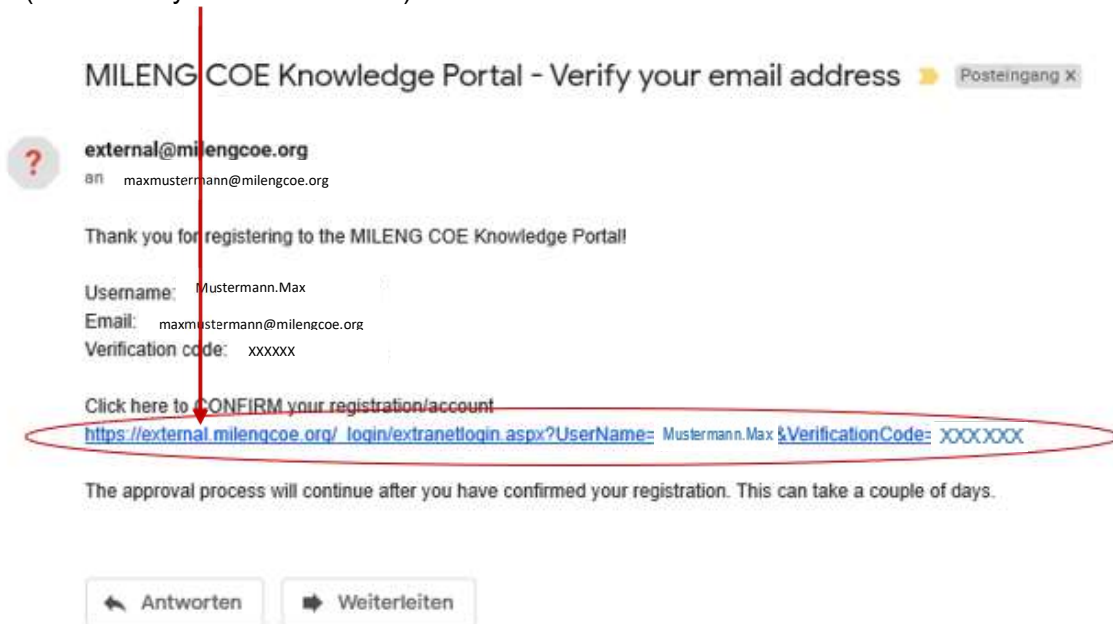 MILENG COE Knowledge Portal - Verify your email address Posteingang x
?
external@milengcoe.org
an maxmustermann@milengcoe.org
Thank you for registering to the MILENG COE Knowledge Portal!
Username: Mustermann.Max
Email: maxmustermann@milengcoe.org
Verification code: xxxxxx
Click here to CONFIRM your registration/account
https://external.milengcoe.org/_login/extranetlogin.aspx?UserName= Mustermann.Max &VerificationCode= XXXXXX
The approval process will continue after you have confirmed your registration. This can take a couple of days.
Antworten Weiterleiten